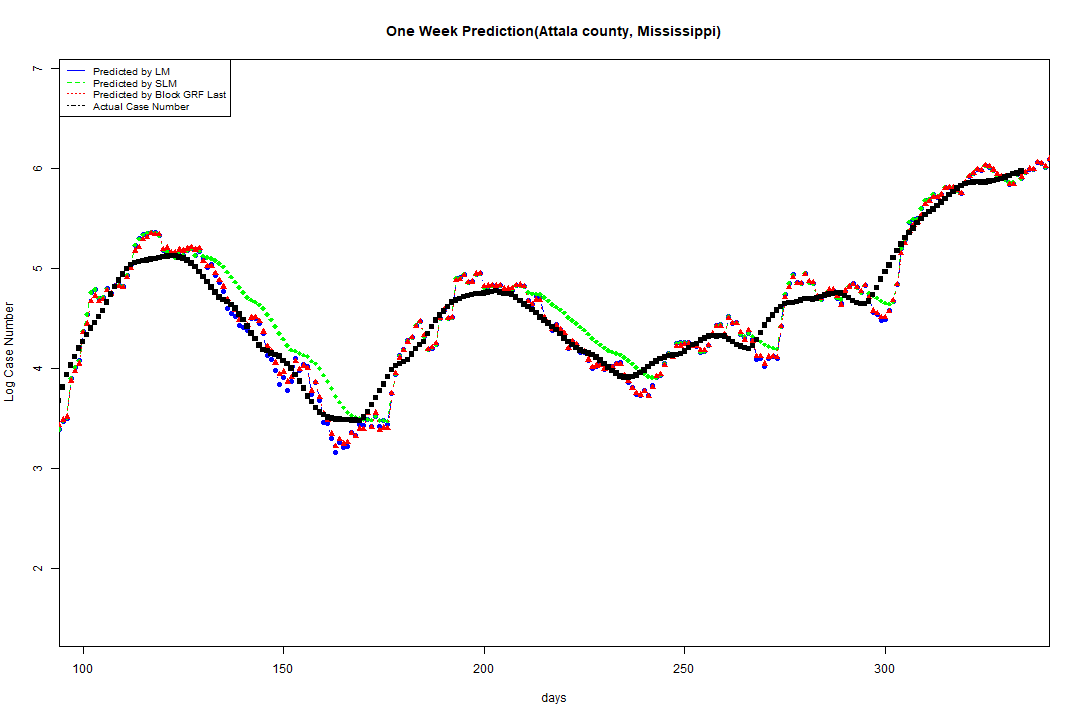 One Week Prediction(Attala county, Mississippi)
Predicted by LM
Predicted by SLM
Predicted by Block GRF Last
Actual Case Number
7
6
5
4
3
2
Log Case Number
100 150 200 250 300
days